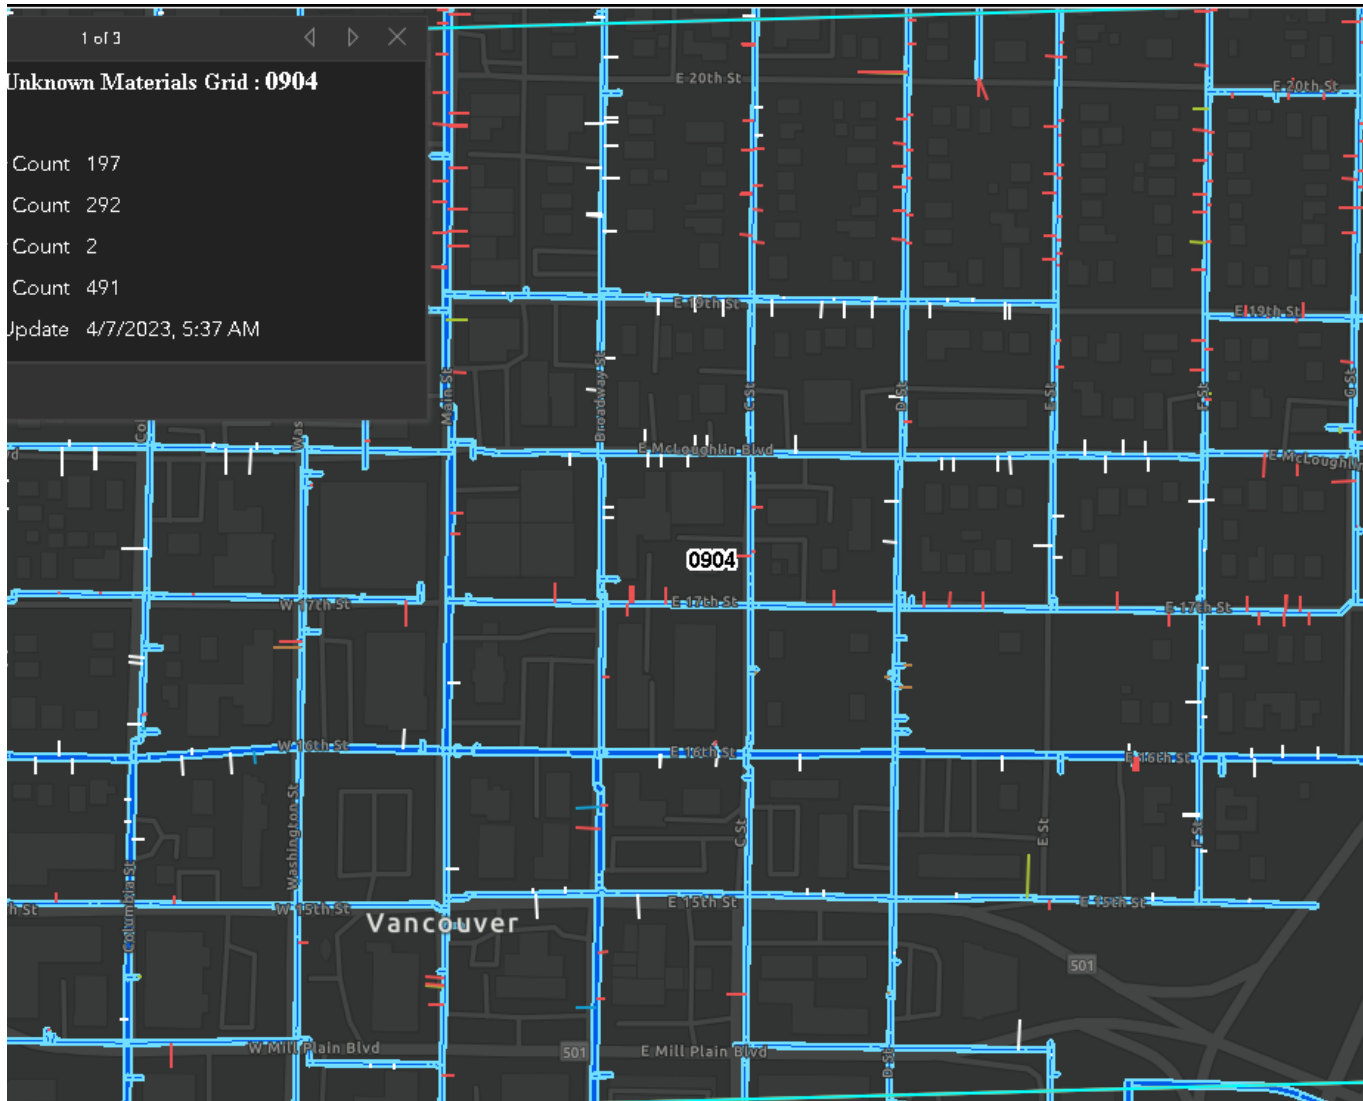 1 of 3
Unknown Materials Grid : 0904
Count 197
Count 292
Count 2
Count 491
Update 4/7/2023, 5:37 AM
E 20th St
E 20th St
E 19th St
E 19th St
Main St
Broadway St
C St
D St
E St
F St
G St
Co
Was
E McLoughlin Blvd
E McLoughlin
0904
W 17th St
E 17th St
E 17th St
W 16th St
E 16th St
E 16th St
Washington St
C St
E St
F St
Columbia St
h St
W 15th St
E 15th St
E 15th St
Vancouver
501
W Mill Plain Blvd
501
E Mill Plain Blvd
D St